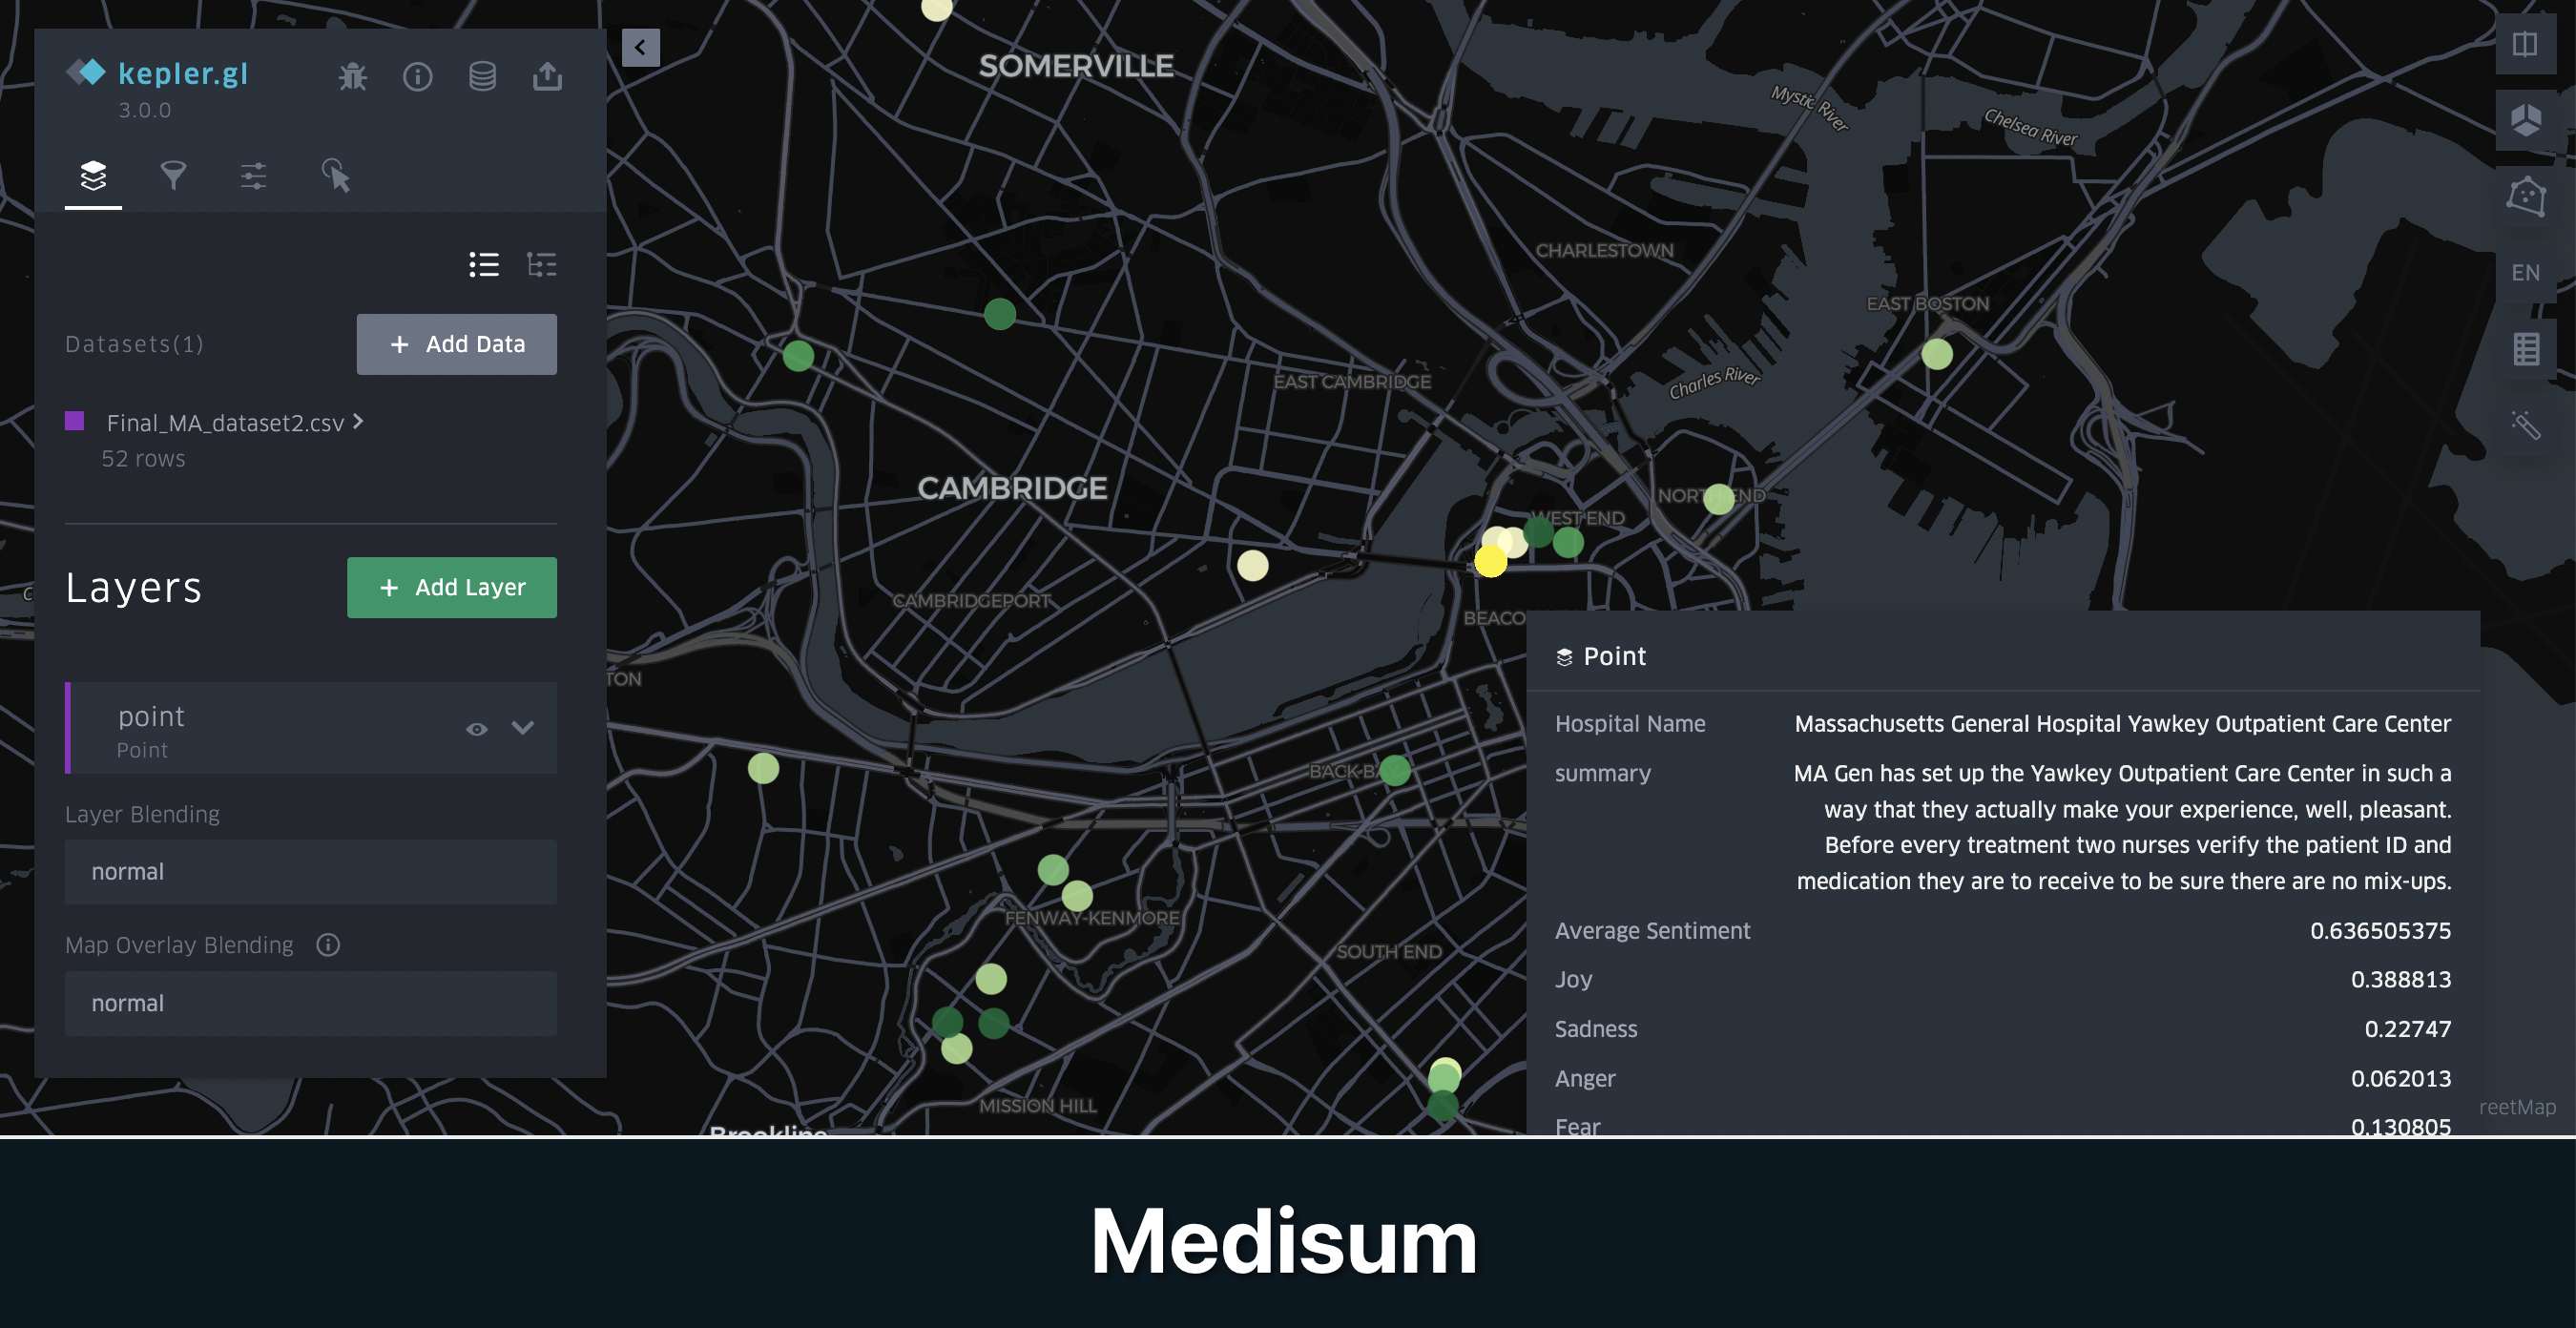 kepler.gl
3.0.0
Datasets(1)
+ Add Data
Final_MA_dataset2.csv
52 rows
Layers
+ Add Layer
point
Point
Layer Blending
normal
Map Overlay Blending
normal
SOMERVILLE
Mystic River
Chelsea River
CHARLESTOWN
EAST BOSTON
EAST CAMBRIDGE
Charles River
CAMBRIDGE
NORTH END
WEST END
CAMBRIDGEPORT
BEACO
TON
BACK BAY
FENWAY-KENMORE
SOUTH END
MISSION HILL
Brookline
EN
Point
Hospital Name Massachusetts General Hospital Yawkey Outpatient Care Center
summary MA Gen has set up the Yawkey Outpatient Care Center in such a
way that they actually make your experience, well, pleasant.
Before every treatment two nurses verify the patient ID and
medication they are to receive to be sure there are no mix-ups.
Average Sentiment 0.636505375
Joy 0.388813
Sadness 0.22747
Anger 0.062013
Fear 0.130805
reetMap
Medisum